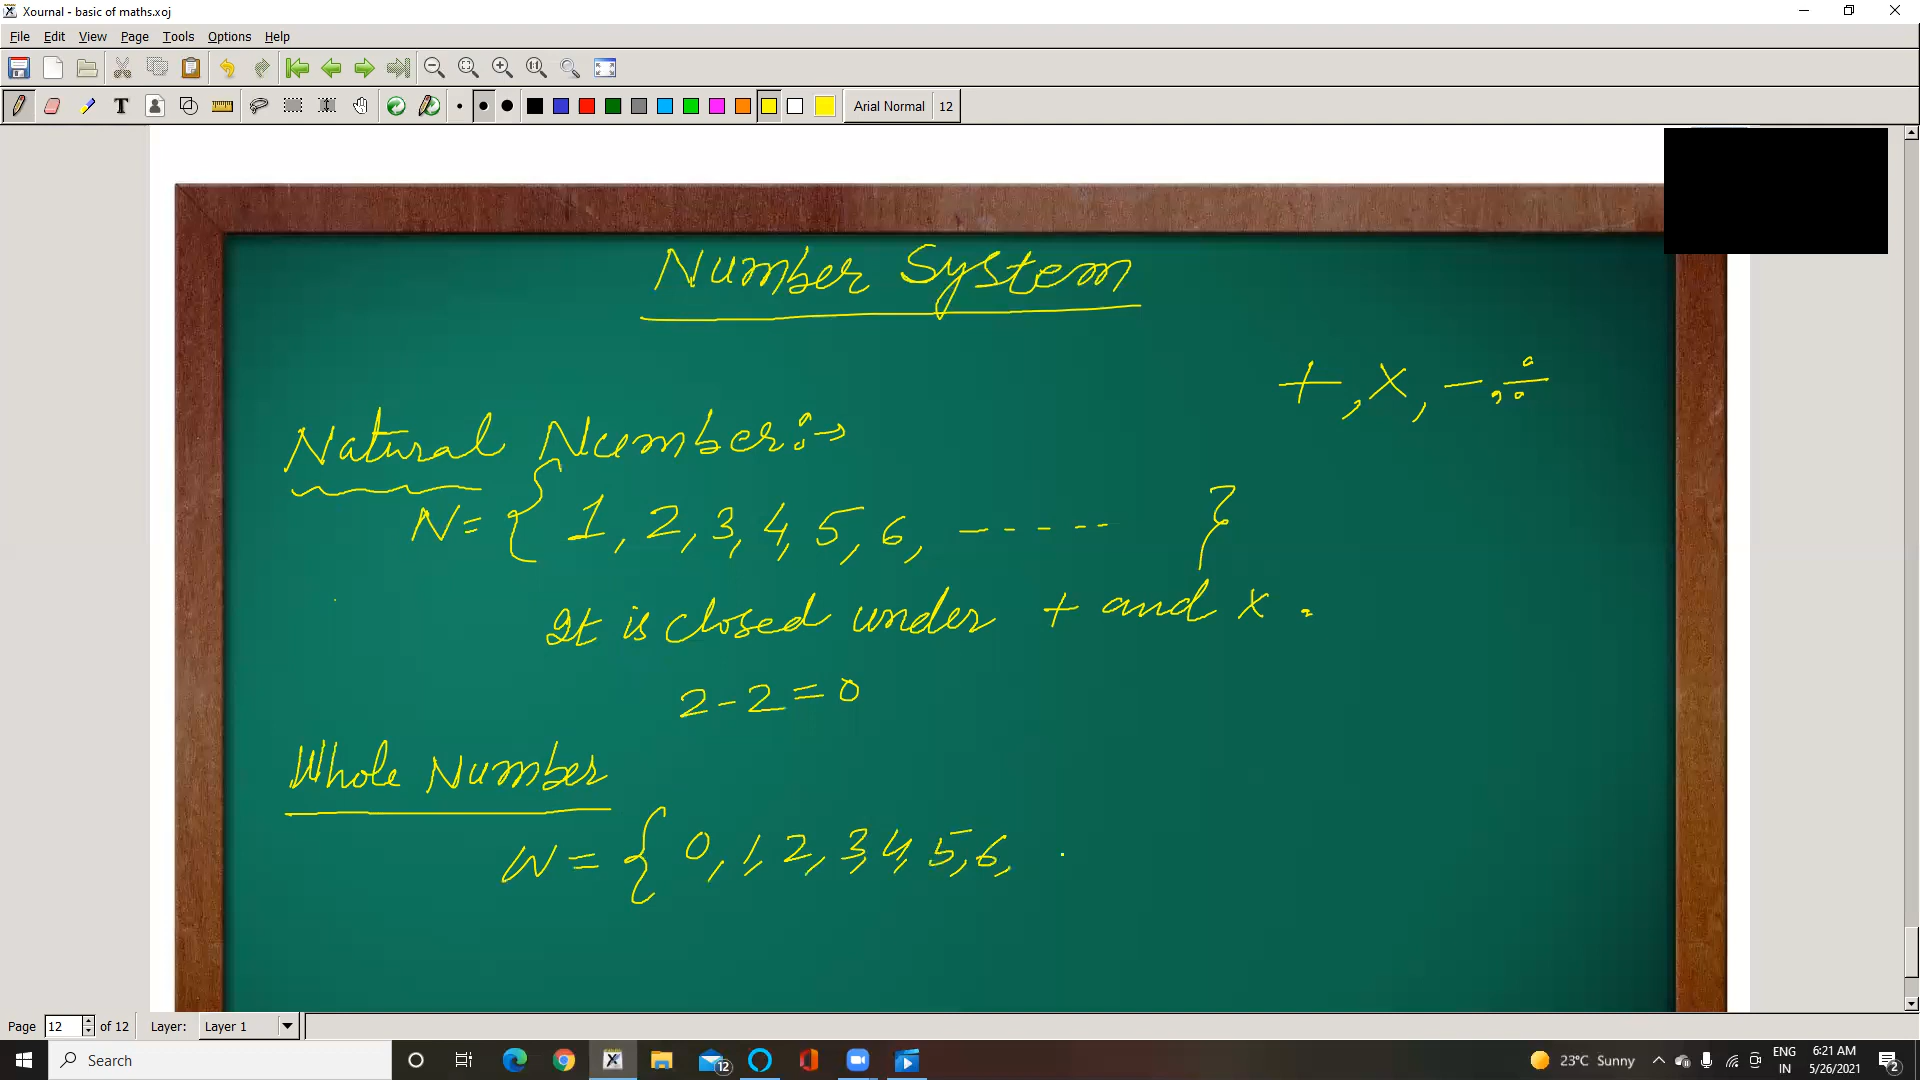 Xournal - basic of maths.xoj
File Edit View Page Tools Options Help
Arial Normal 12
Number System
+, x, -, ÷
Natural Number :→
N = { 1, 2, 3, 4, 5, 6, ----- }
It is closed under + and x .
2 - 2 = 0
Whole Number
W = { 0, 1, 2, 3, 4, 5, 6, .
Page 12 of 12 Layer: Layer 1
Search 12 23°C Sunny ENG IN 6:21 AM 5/26/2021 2